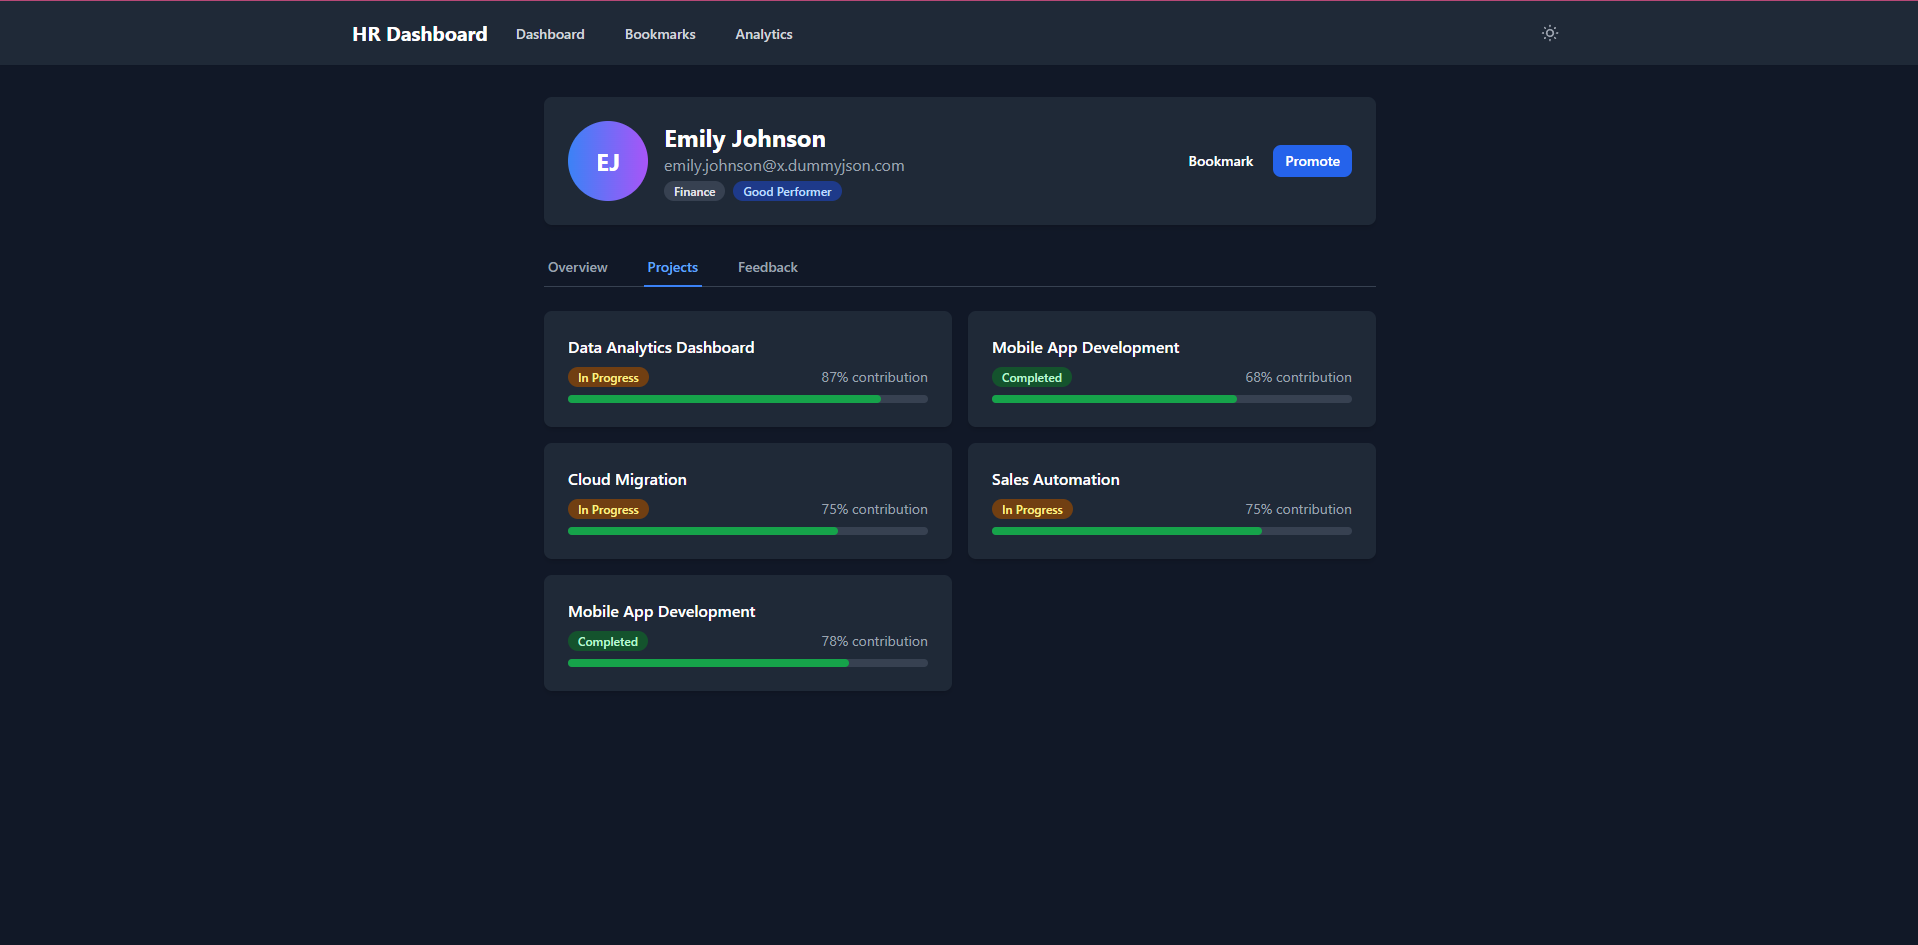 HR Dashboard Dashboard Bookmarks Analytics
EJ
Emily Johnson
emily.johnson@x.dummyjson.com
Finance Good Performer
Bookmark Promote
Overview Projects Feedback
Data Analytics Dashboard
In Progress 87% contribution
Mobile App Development
Completed 68% contribution
Cloud Migration
In Progress 75% contribution
Sales Automation
In Progress 75% contribution
Mobile App Development
Completed 78% contribution